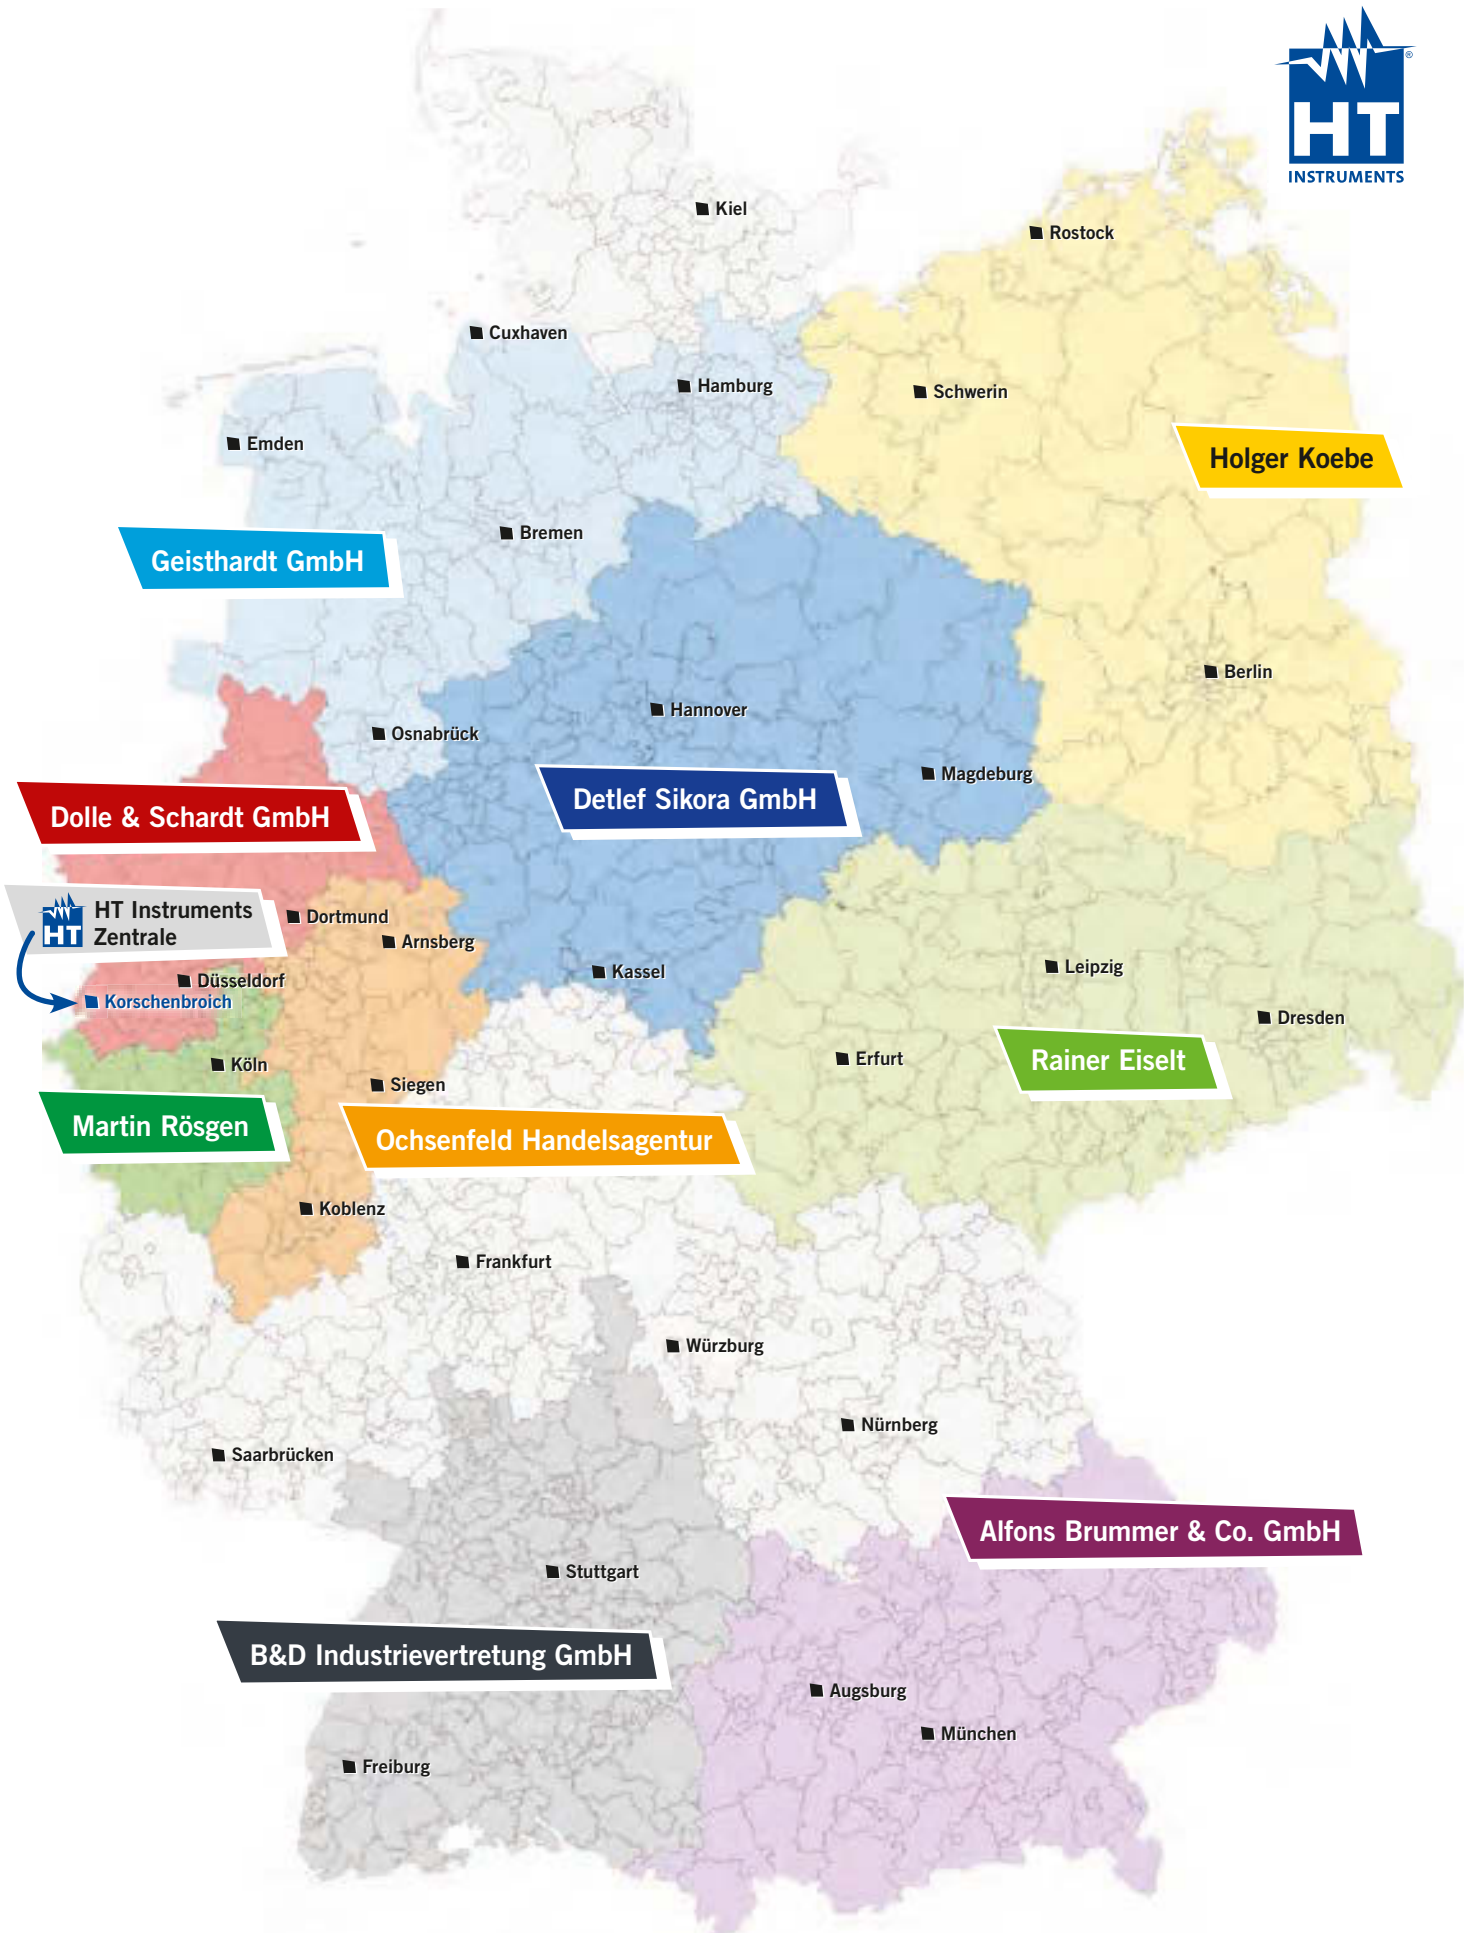 HT
®
INSTRUMENTS
Kiel
Rostock
Cuxhaven
Hamburg
Schwerin
Emden
Holger Koebe
Bremen
Geisthardt GmbH
Berlin
Hannover
Osnabrück
Magdeburg
Detlef Sikora GmbH
Dolle & Schardt GmbH
HT
HT Instruments
Zentrale
Dortmund
Arnsberg
Kassel
Leipzig
Düsseldorf
Korschenbroich
Dresden
Köln
Erfurt
Rainer Eiselt
Siegen
Martin Rösgen
Ochsenfeld Handelsagentur
Koblenz
Frankfurt
Würzburg
Nürnberg
Saarbrücken
Alfons Brummer & Co. GmbH
Stuttgart
B&D Industrievertretung GmbH
Augsburg
München
Freiburg